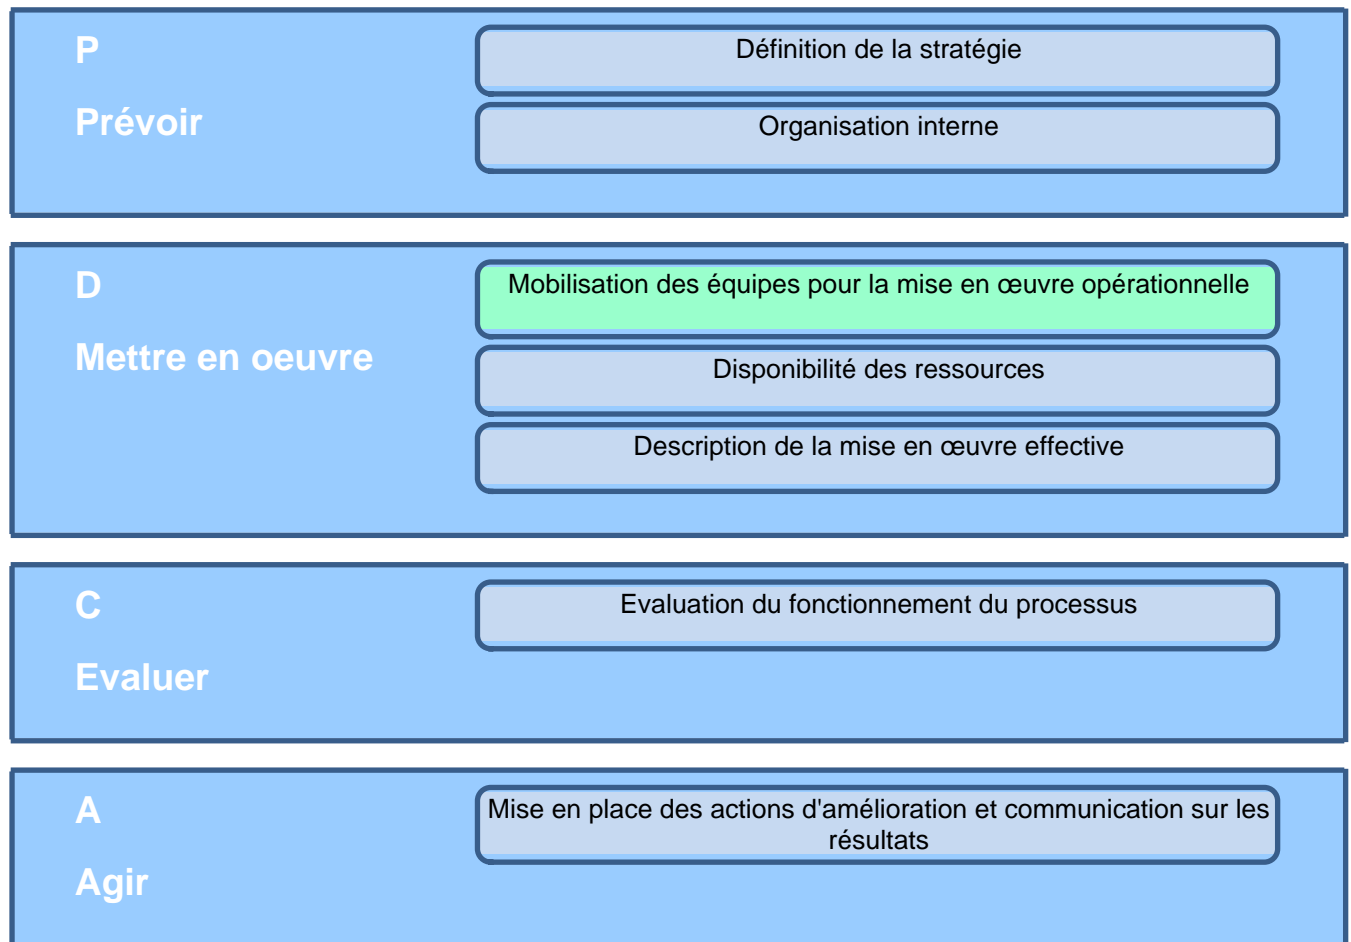 P
Prévoir
Définition de la stratégie
Organisation interne
D
Mettre en oeuvre
Mobilisation des équipes pour la mise en œuvre opérationnelle
Disponibilité des ressources
Description de la mise en œuvre effective
C
Evaluer
Evaluation du fonctionnement du processus
A
Agir
Mise en place des actions d'amélioration et communication sur les
résultats